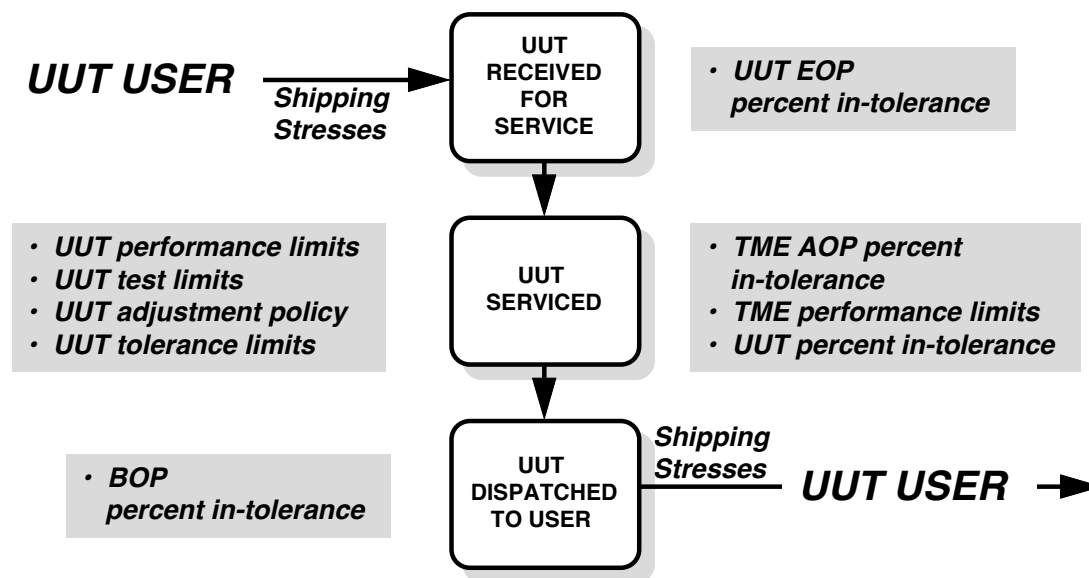 UUT USER
Shipping
Stresses
UUT
RECEIVED
FOR
SERVICE
· UUT EOP
percent in-tolerance
· UUT performance limits
· UUT test limits
· UUT adjustment policy
· UUT tolerance limits
UUT
SERVICED
· TME AOP percent
in-tolerance
· TME performance limits
· UUT percent in-tolerance
· BOP
percent in-tolerance
UUT
DISPATCHED
TO USER
Shipping
Stresses
UUT USER